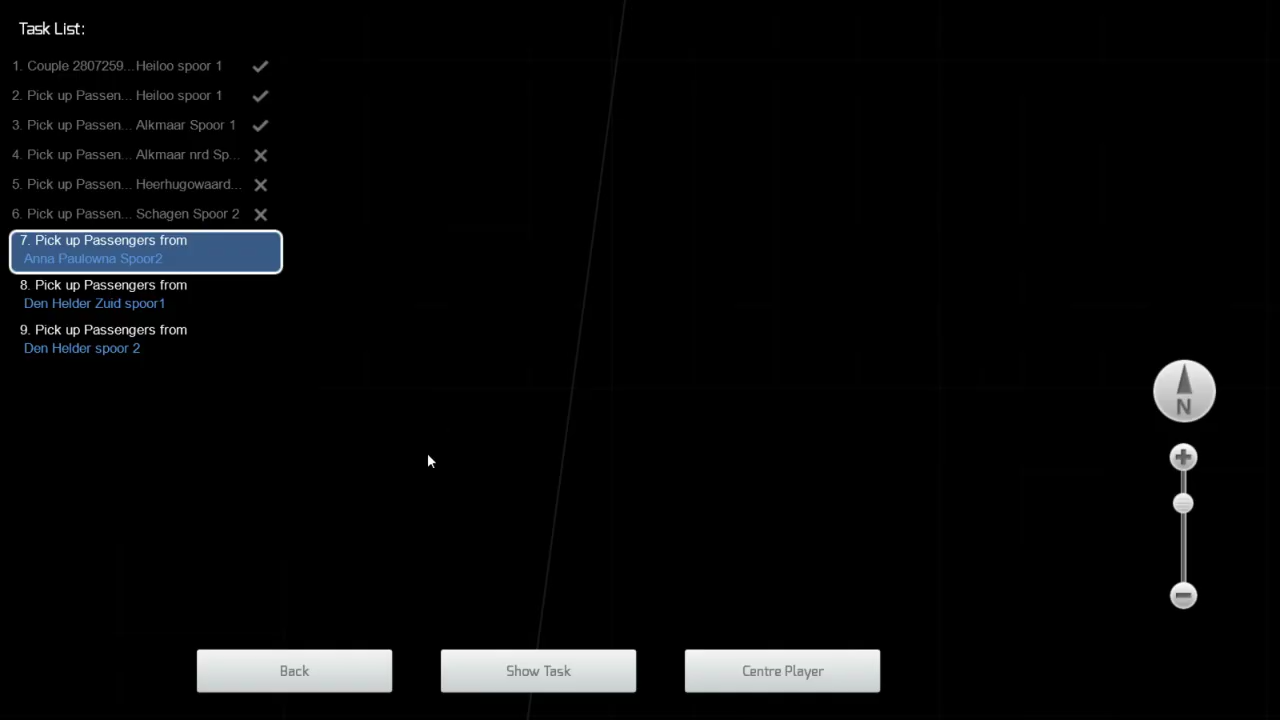 Task List:
1. Couple 2807259... Heiloo spoor 1
2. Pick up Passen... Heiloo spoor 1
3. Pick up Passen... Alkmaar Spoor 1
4. Pick up Passen... Alkmaar nrd Sp...
5. Pick up Passen... Heerhugowaard...
6. Pick up Passen... Schagen Spoor 2
7. Pick up Passengers from
Anna Paulowna Spoor2
8. Pick up Passengers from
Den Helder Zuid spoor1
9. Pick up Passengers from
Den Helder spoor 2
N
Back
Show Task
Centre Player